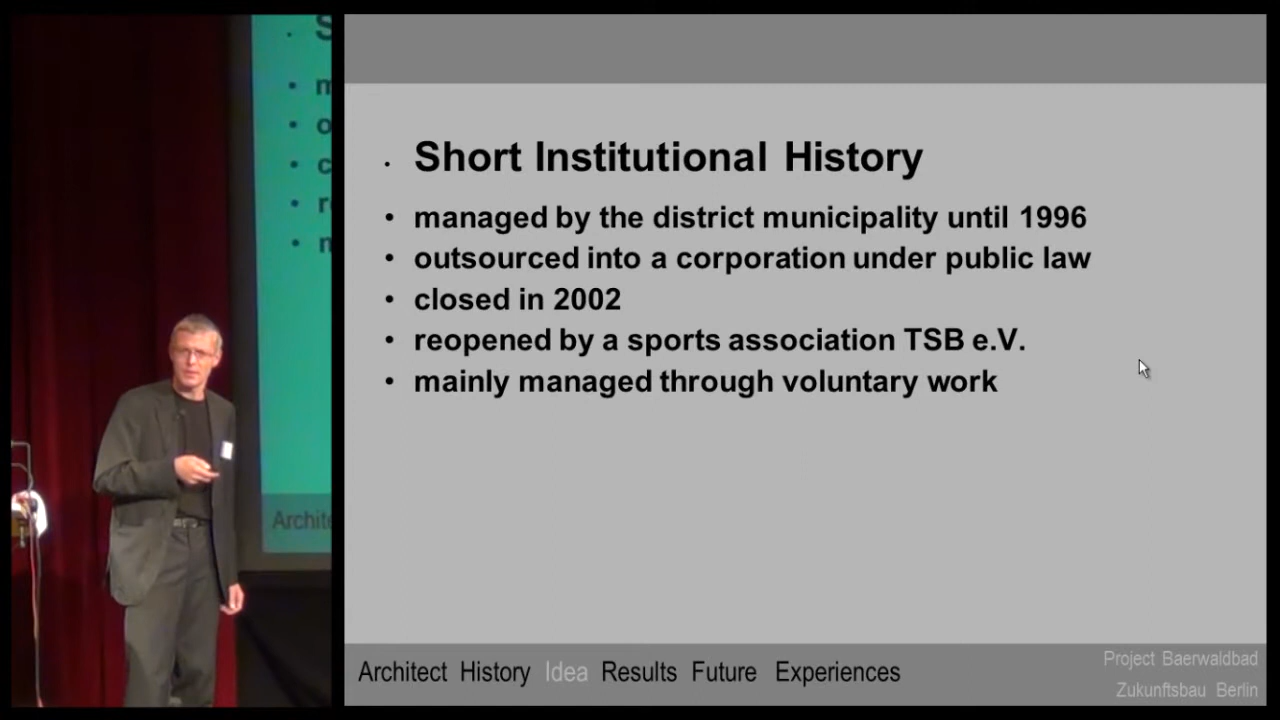 Short Institutional History
managed by the district municipality until 1996
outsourced into a corporation under public law
closed in 2002
reopened by a sports association TSB e.V.
mainly managed through voluntary work
Architect History Idea Results Future Experiences
Project Baerwaldbad
Zukunftsbau Berlin